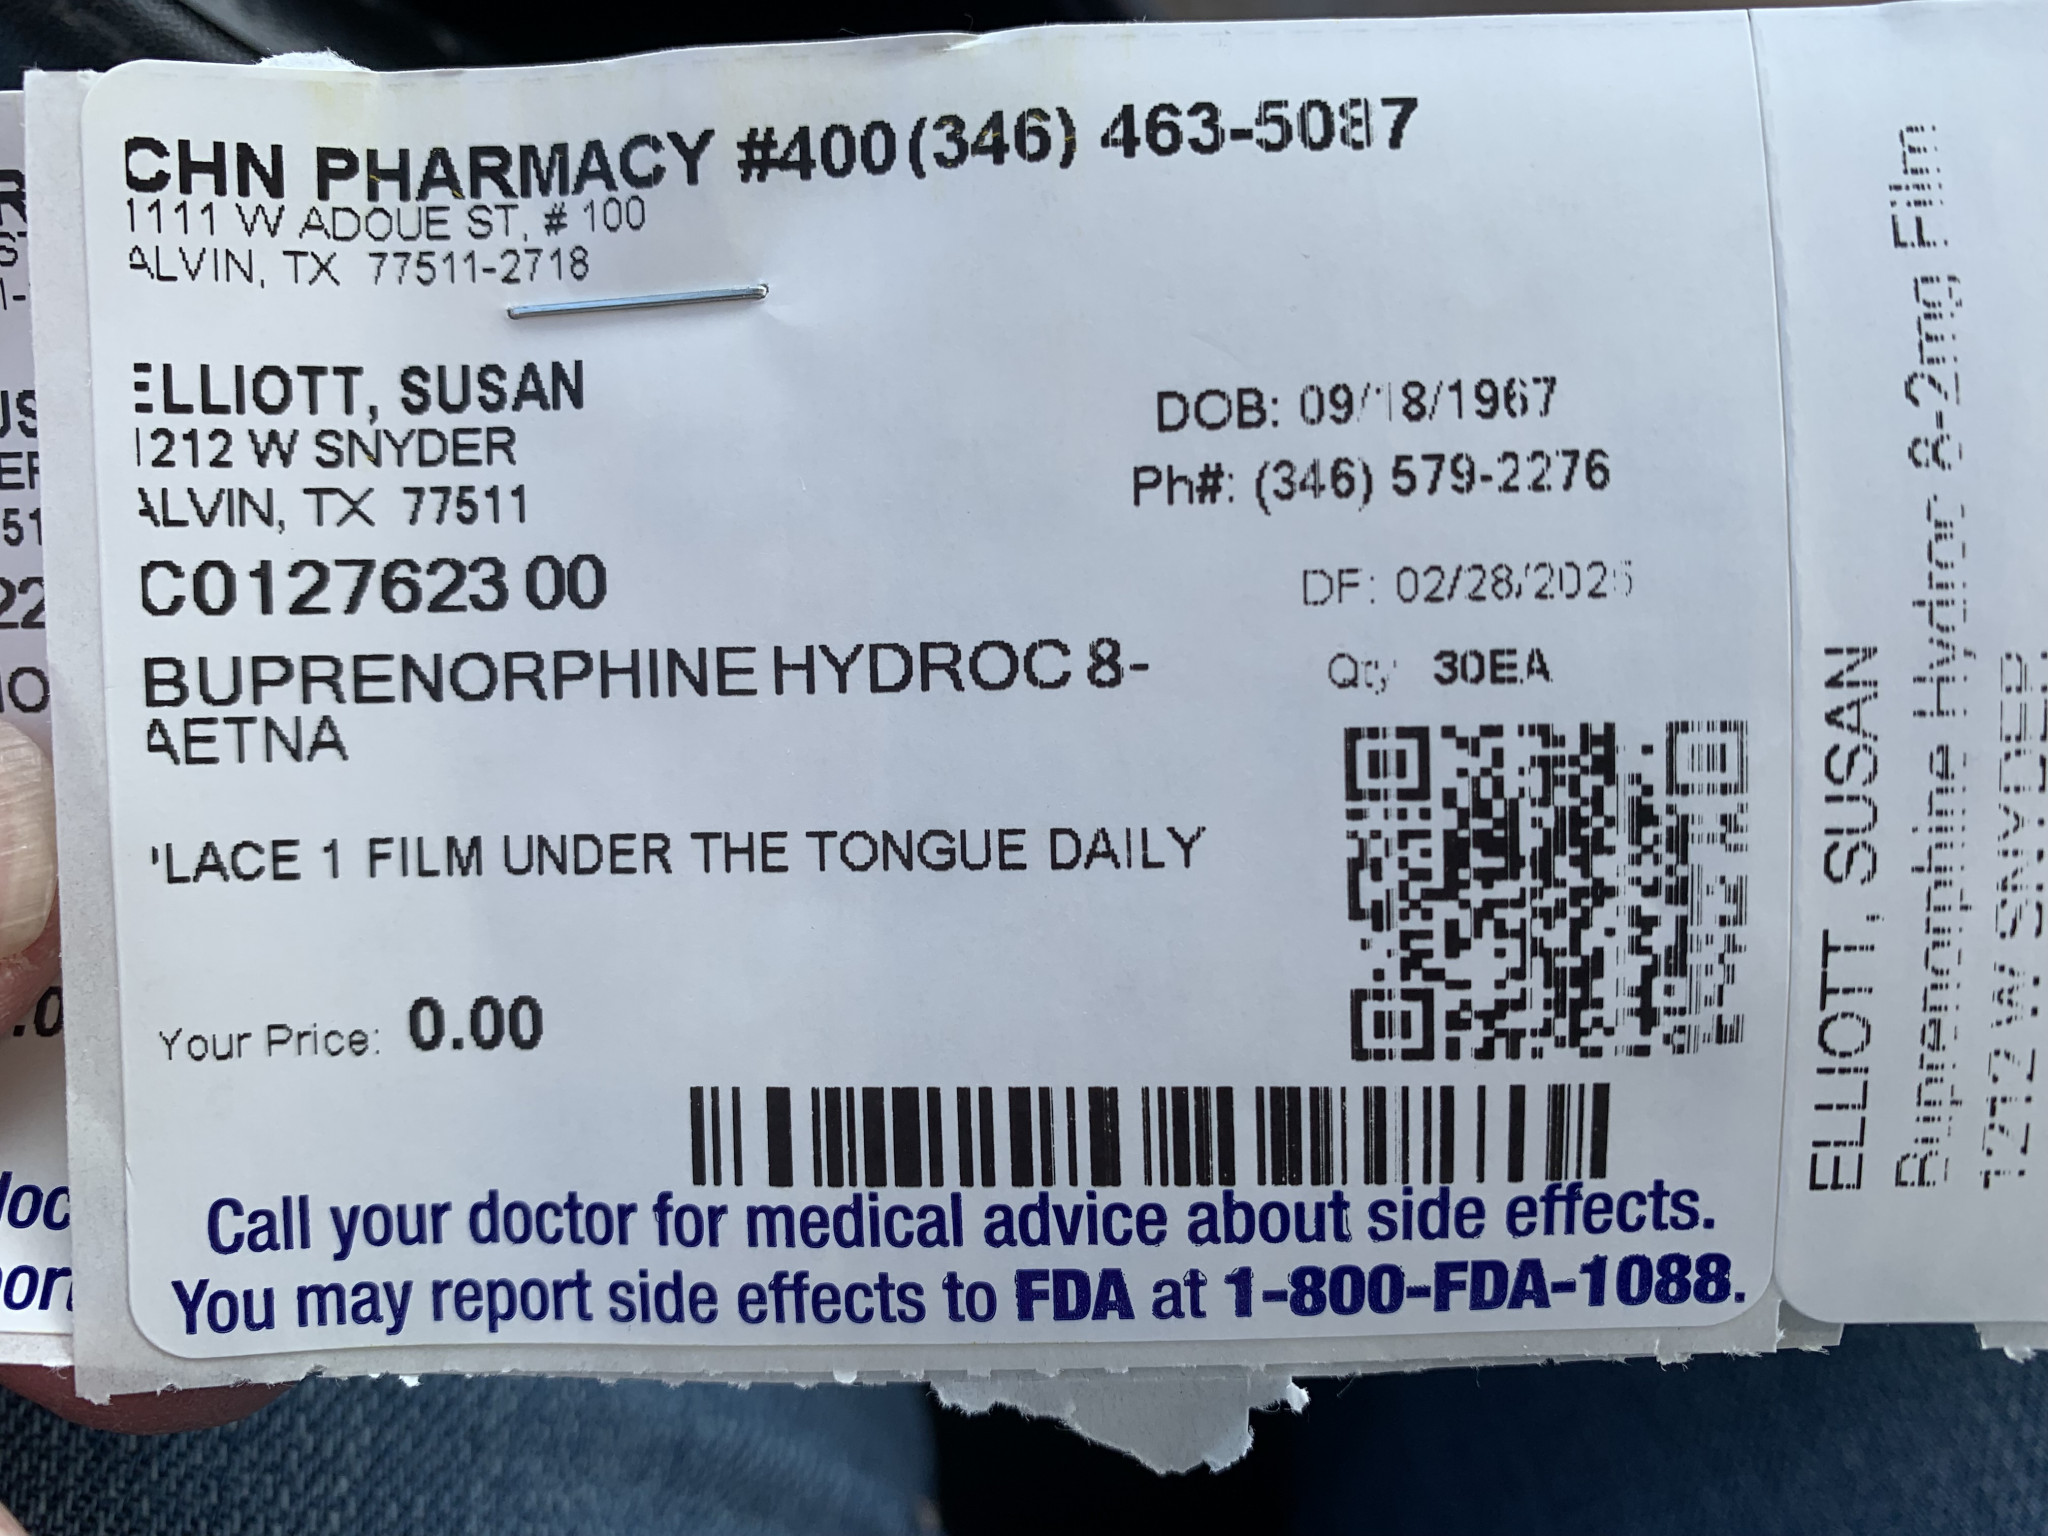 CHN PHARMACY #400 (346) 463-5087
1111 W ADOUE ST, # 100
ALVIN, TX 77511-2718
ELLIOTT, SUSAN
1212 W SNYDER
ALVIN, TX 77511
DOB: 09/18/1967
Ph#: (346) 579-2276
C0127623 00
DF: 02/28/2025
BUPRENORPHINE HYDROC 8-
Qty 30EA
AETNA
PLACE 1 FILM UNDER THE TONGUE DAILY
Your Price: 0.00
Call your doctor for medical advice about side effects.
You may report side effects to FDA at 1-800-FDA-1088.
ELLIOTT, SUSAN
Buprenorphine Hydroc 8-2mg Film
1212 W SNYDER